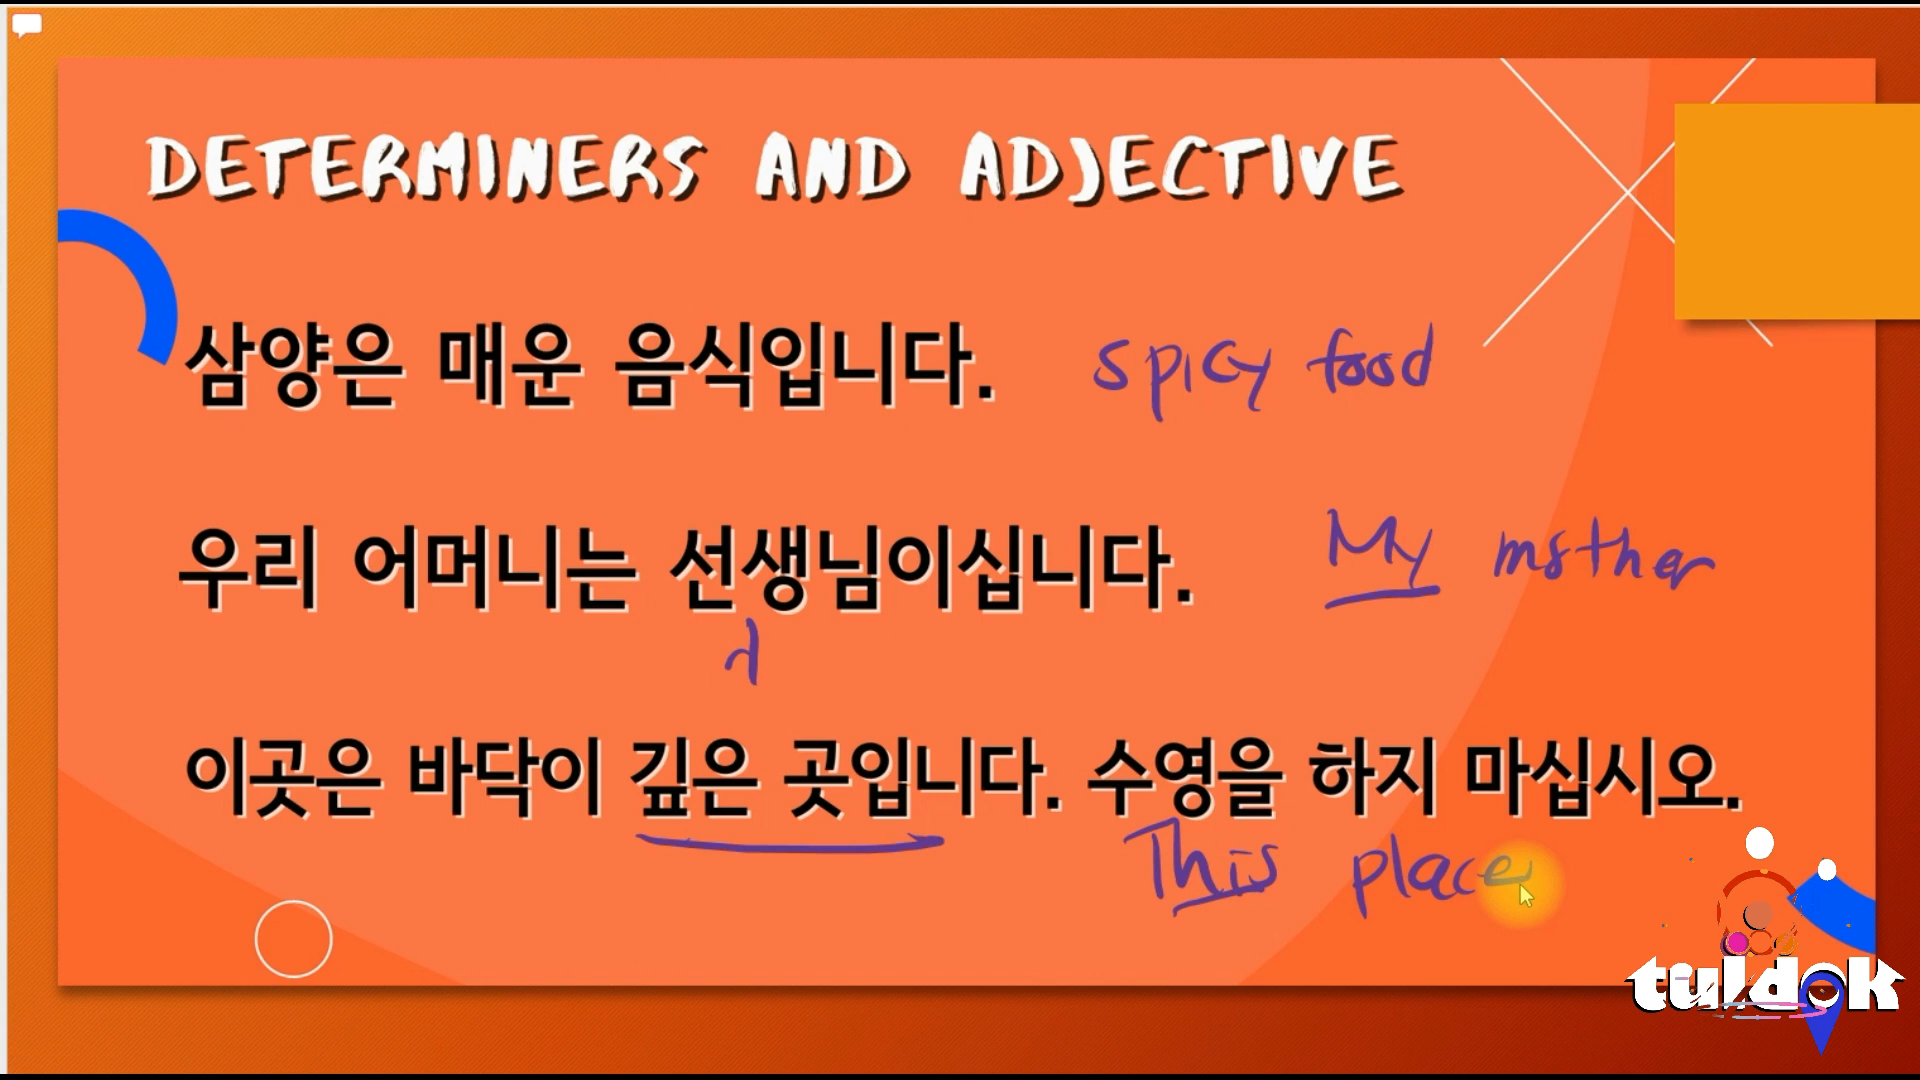 DETERMINERS AND ADJECTIVE
삼양은 매운 음식입니다. spicy food
우리 어머니는 선생님이십니다. My mother
이곳은 바닥이 깊은 곳입니다. 수영을 하지 마십시오.
This place
tuldok